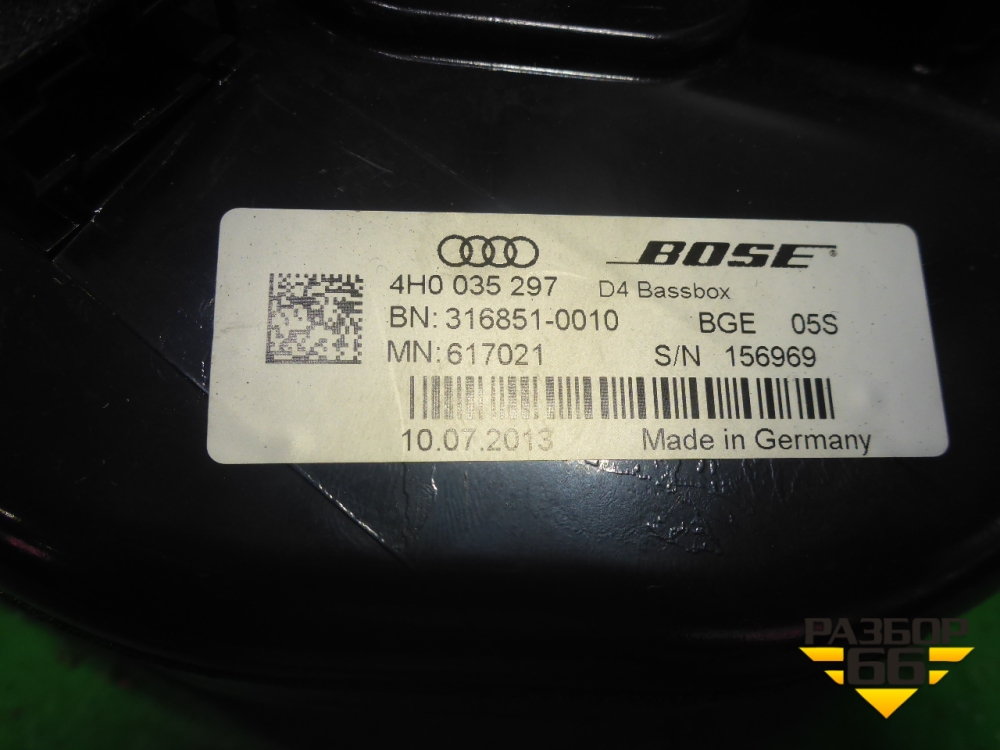 BOSE®
4H0 035 297 D4 Bassbox
BN: 316851-0010 BGE 05S
MN: 617021 S/N 156969
10.07.2013 Made in Germany
РАЗБОР
66